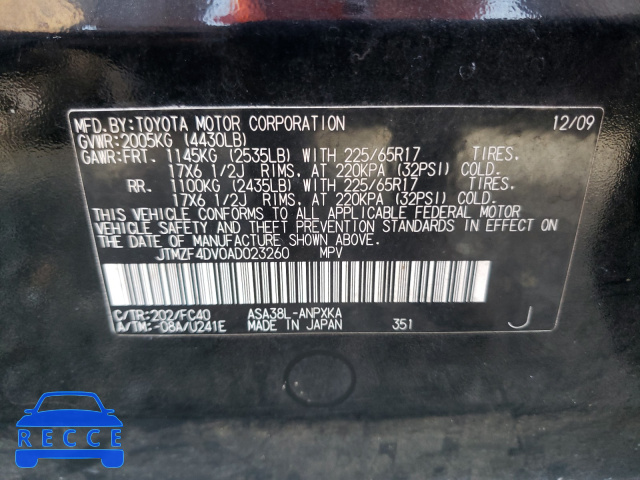 MFD.BY:TOYOTA MOTOR CORPORATION 12/09
GVWR:2005KG (4430LB)
GAWR:FRT. 1145KG (2535LB) WITH 225/65R17 TIRES.
17X6 1/2J RIMS, AT 220KPA (32PSI) COLD.
RR. 1100KG (2435LB) WITH 225/65R17 TIRES.
17X6 1/2J RIMS, AT 220KPA (32PSI) COLD.
THIS VEHICLE CONFORMS TO ALL APPLICABLE FEDERAL MOTOR
VEHICLE SAFETY AND THEFT PREVENTION STANDARDS IN EFFECT ON
THE DATE OF MANUFACTURE SHOWN ABOVE.
JTMZF4DV0AD023260 MPV
C/TR:202/FC40 ASA38L-ANPXKA
A/TM:-08A/U241E MADE IN JAPAN 351 J
RECCE